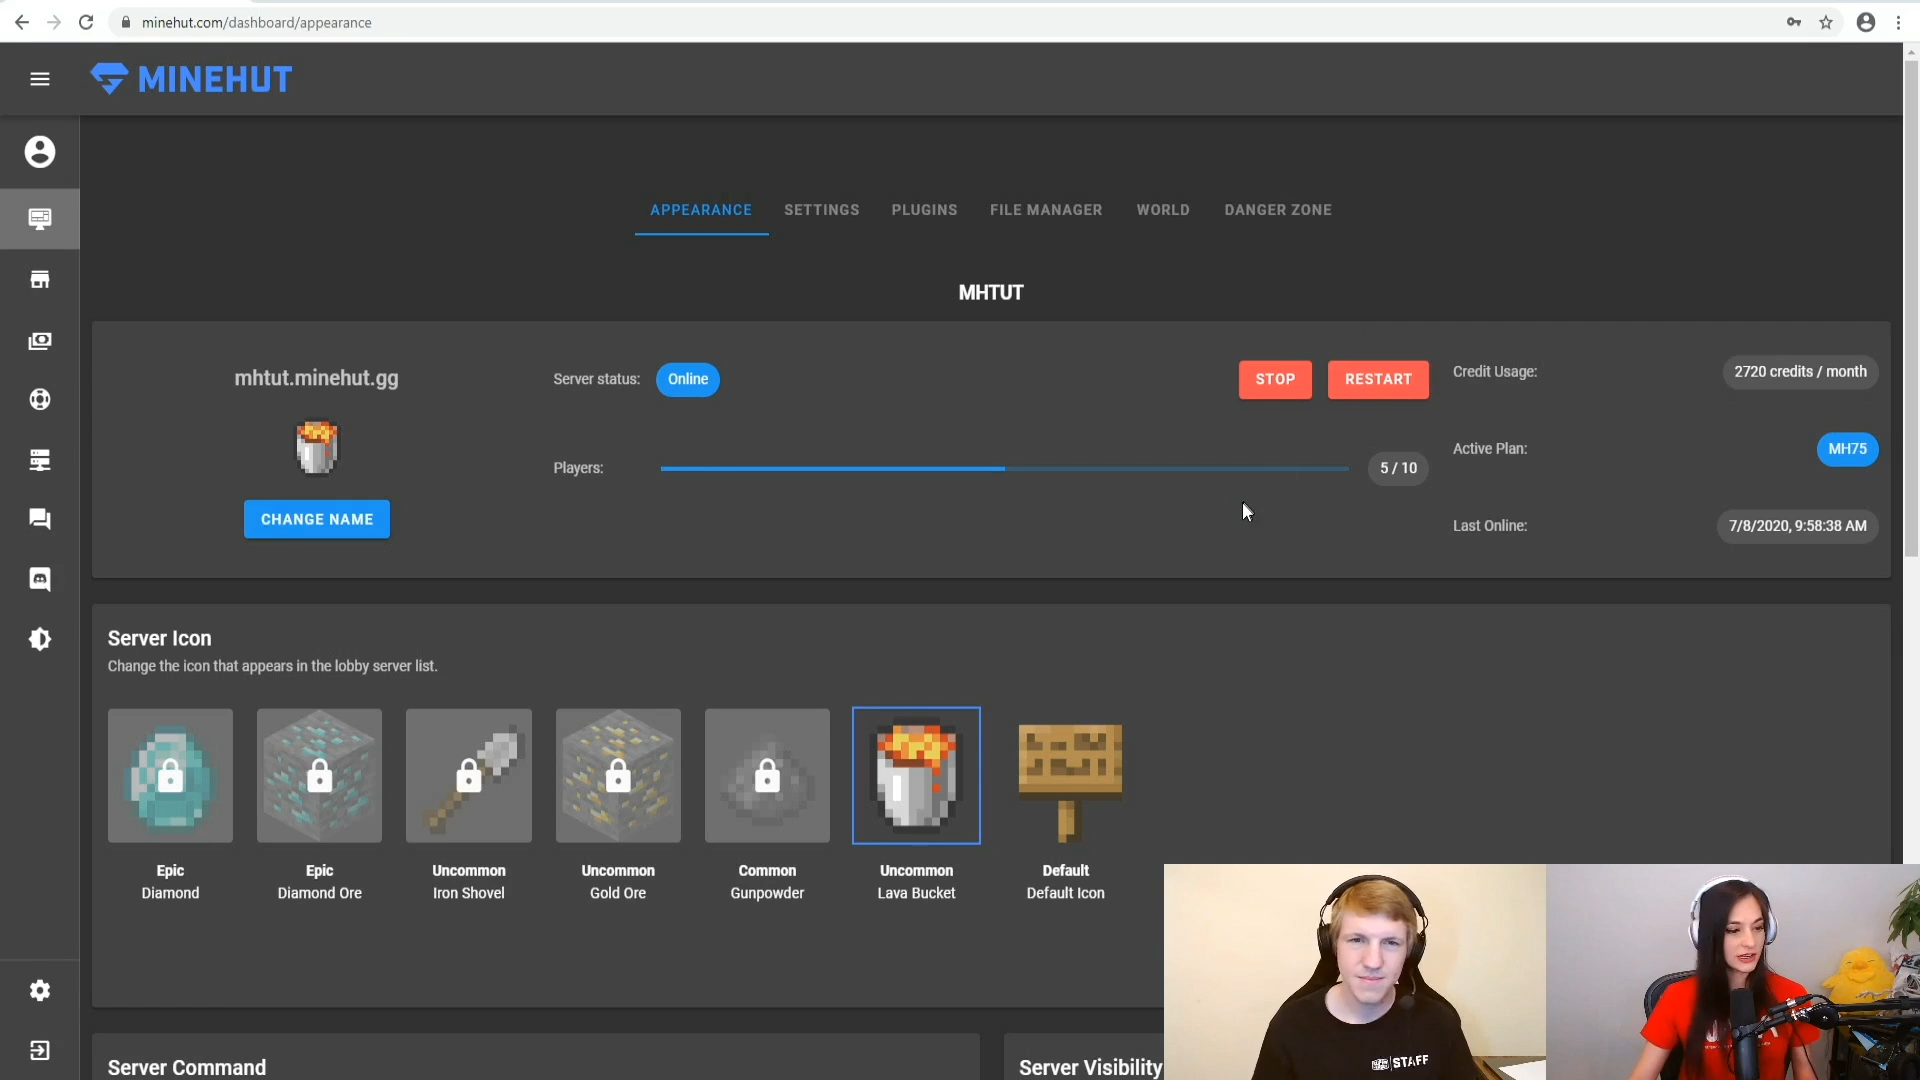 minehut.com/dashboard/appearance
MINEHUT
APPEARANCE SETTINGS PLUGINS FILE MANAGER WORLD DANGER ZONE
MHTUT
mhtut.minehut.gg
CHANGE NAME
Server status: Online
STOP RESTART
Players: 5 / 10
Credit Usage: 2720 credits / month
Active Plan: MH75
Last Online: 7/8/2020, 9:58:38 AM
Server Icon
Change the icon that appears in the lobby server list.
Epic
Diamond
Epic
Diamond Ore
Uncommon
Iron Shovel
Uncommon
Gold Ore
Common
Gunpowder
Uncommon
Lava Bucket
Default
Default Icon
Server Command
Server Visibility
STAFF